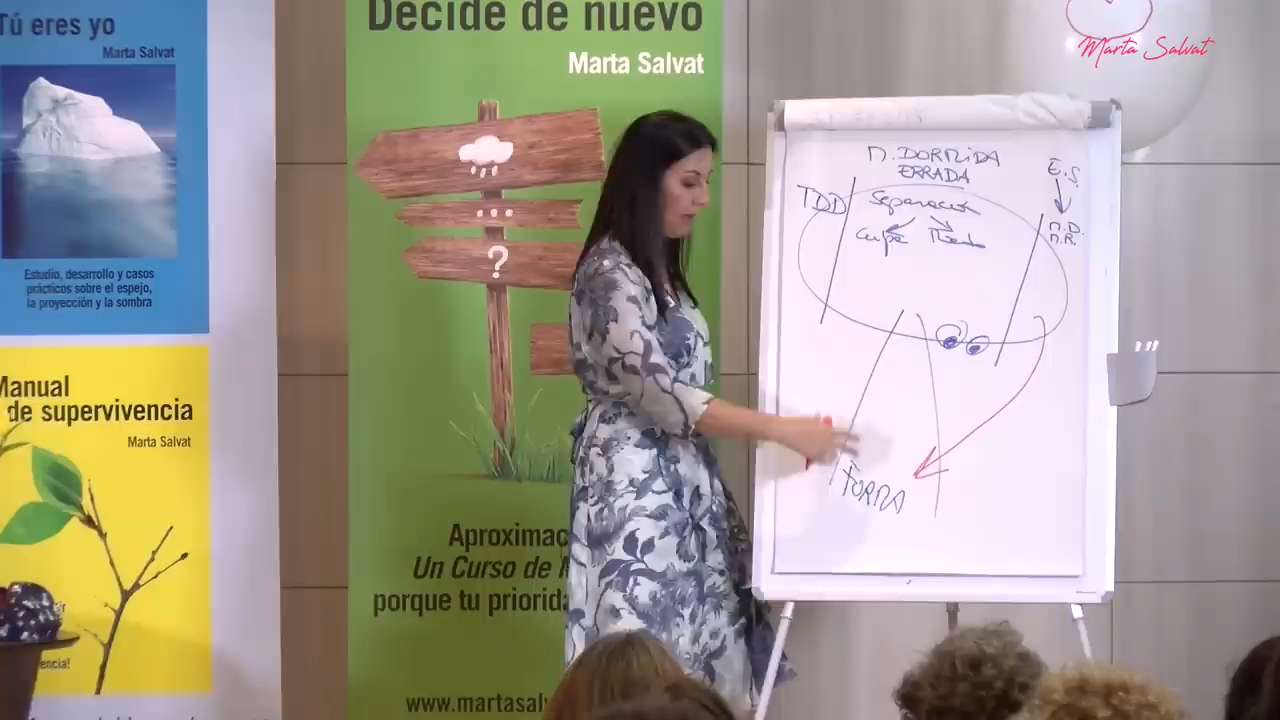 Tú eres yo
Marta Salvat
Estudio, desarrollo y casos
prácticos sobre el espejo,
la proyección y la sombra
Manual
de supervivencia
Marta Salvat
encia!
Decide de nuevo
Marta Salvat
?
Aproximac
Un Curso de M
porque tu priorida
www.martasalv
Marta Salvat
M. DORMIDA
ERRADA
E.S.
TDD
Separación
Culpa Miedo
M.D.
M.R.
FORMA